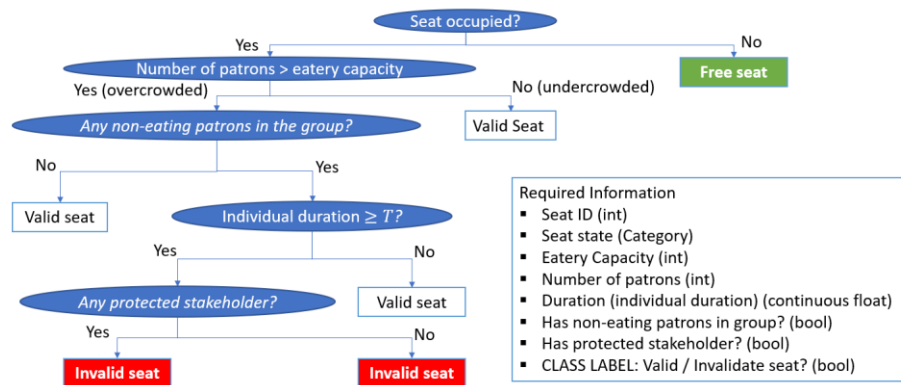 Seat occupied?
Yes
No
Number of patrons > eatery capacity
Free seat
Yes (overcrowded)
No (undercrowded)
Any non-eating patrons in the group?
Valid Seat
No
Yes
Valid seat
Individual duration ≥ T?
Yes
No
Any protected stakeholder?
Valid seat
Yes
No
Invalid seat
Invalid seat
Required Information
▪ Seat ID (int)
▪ Seat state (Category)
▪ Eatery Capacity (int)
▪ Number of patrons (int)
▪ Duration (individual duration) (continuous float)
▪ Has non-eating patrons in group? (bool)
▪ Has protected stakeholder? (bool)
▪ CLASS LABEL: Valid / Invalidate seat? (bool)